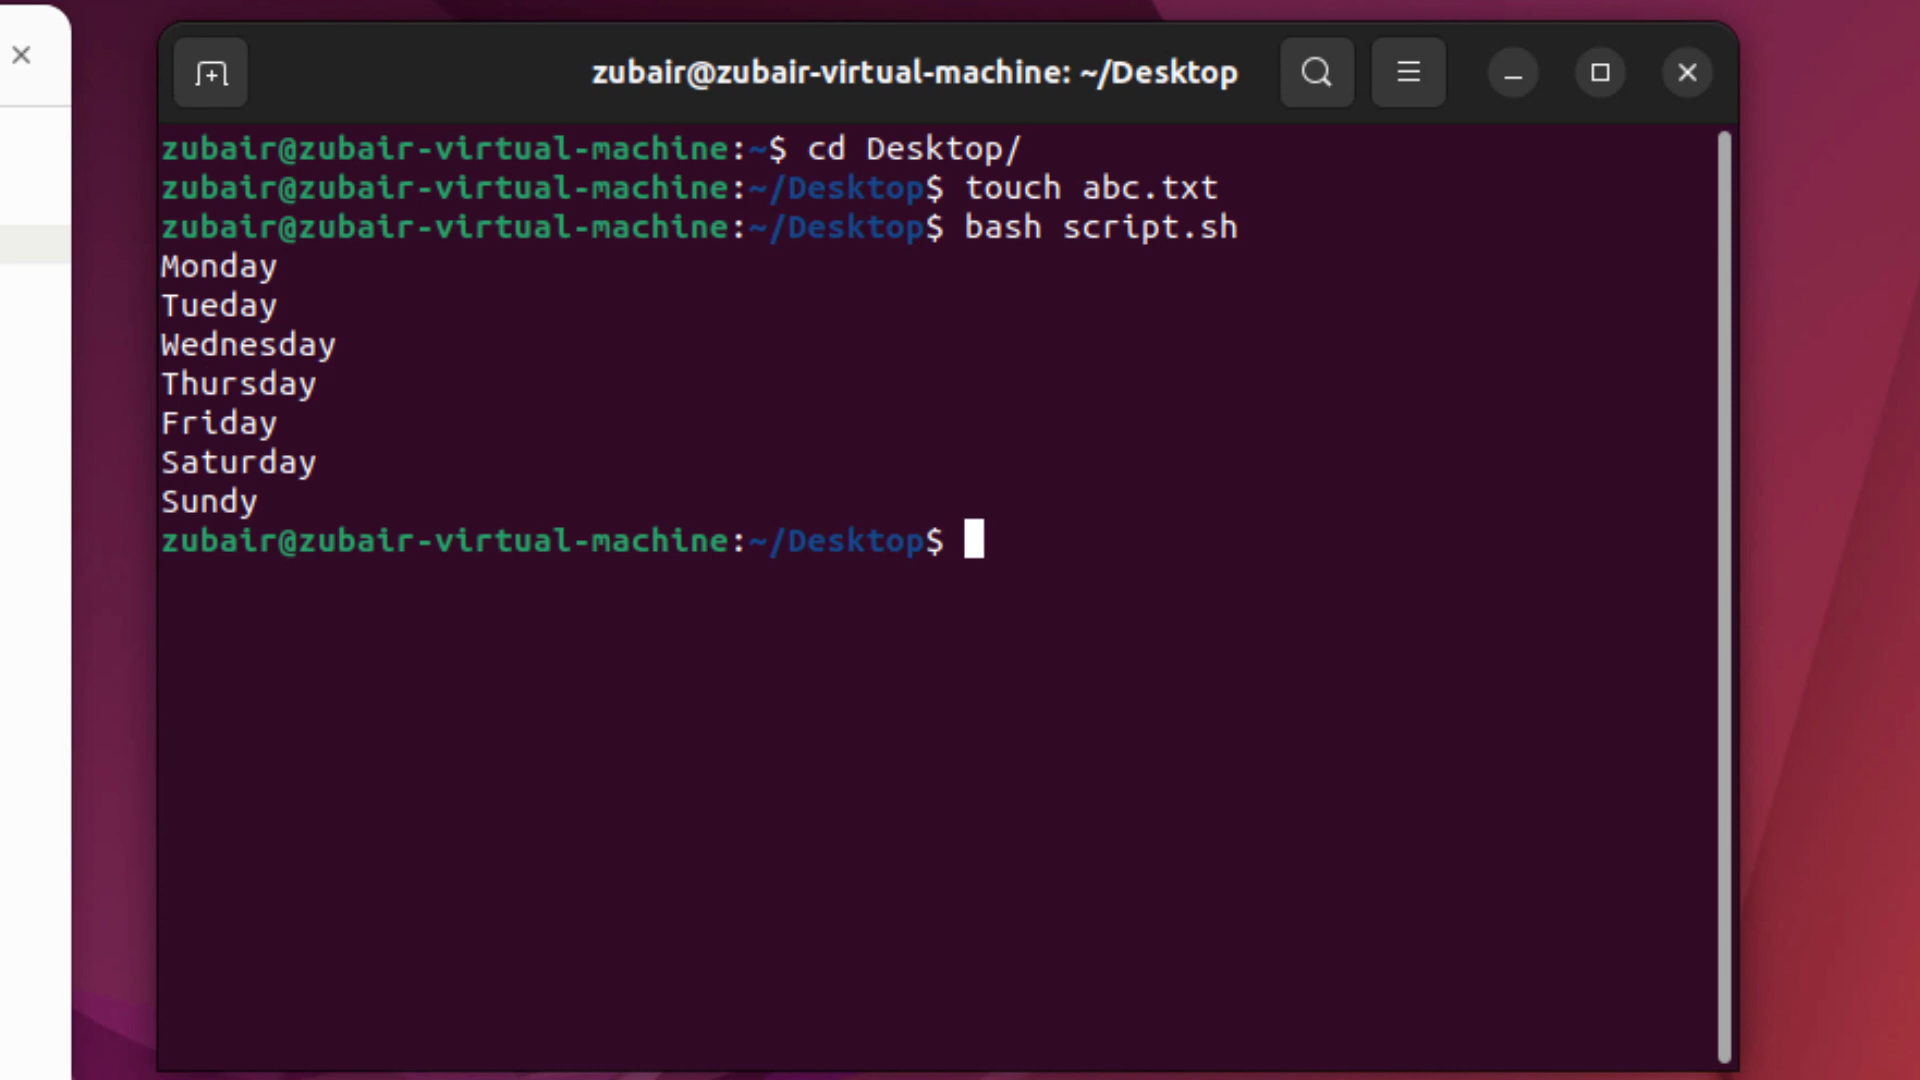 zubair@zubair-virtual-machine: ~/Desktop
zubair@zubair-virtual-machine:~$ cd Desktop/
zubair@zubair-virtual-machine:~/Desktop$ touch abc.txt
zubair@zubair-virtual-machine:~/Desktop$ bash script.sh
Monday
Tueday
Wednesday
Thursday
Friday
Saturday
Sundy
zubair@zubair-virtual-machine:~/Desktop$